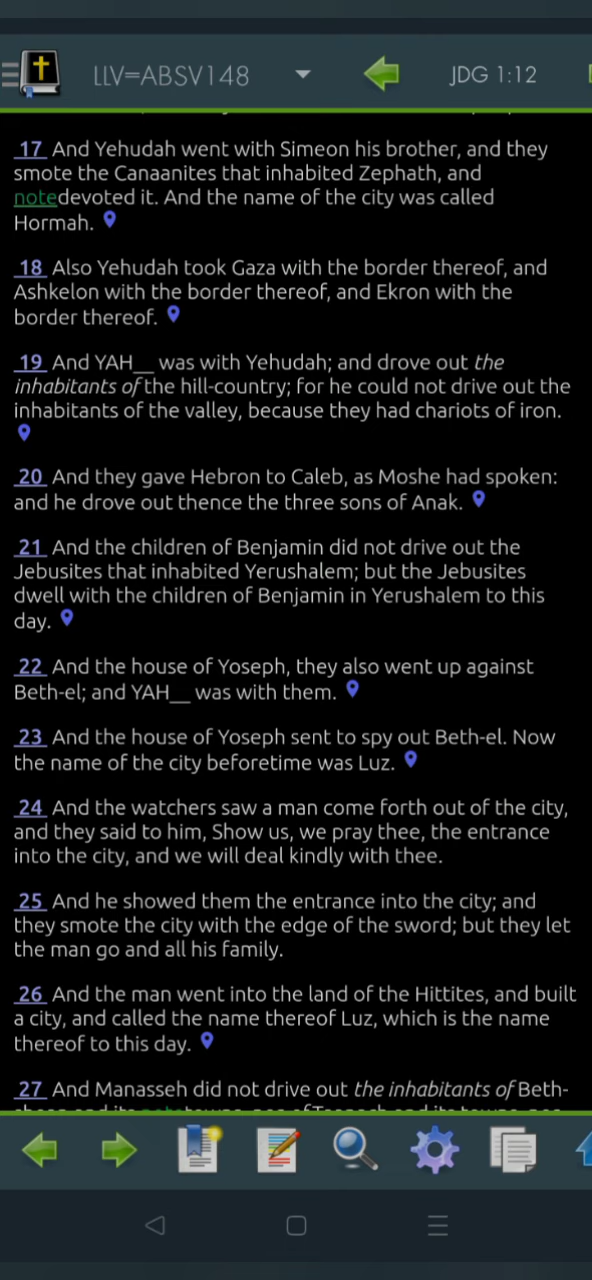 LLV=ABSV148
JDG 1:12
17 And Yehudah went with Simeon his brother, and they
smote the Canaanites that inhabited Zephath, and
notedevoted it. And the name of the city was called
Hormah.
18 Also Yehudah took Gaza with the border thereof, and
Ashkelon with the border thereof, and Ekron with the
border thereof.
19 And YAH__ was with Yehudah; and drove out the
inhabitants of the hill-country; for he could not drive out the
inhabitants of the valley, because they had chariots of iron.
20 And they gave Hebron to Caleb, as Moshe had spoken:
and he drove out thence the three sons of Anak.
21 And the children of Benjamin did not drive out the
Jebusites that inhabited Yerushalem; but the Jebusites
dwell with the children of Benjamin in Yerushalem to this
day.
22 And the house of Yoseph, they also went up against
Beth-el; and YAH__ was with them.
23 And the house of Yoseph sent to spy out Beth-el. Now
the name of the city beforetime was Luz.
24 And the watchers saw a man come forth out of the city,
and they said to him, Show us, we pray thee, the entrance
into the city, and we will deal kindly with thee.
25 And he showed them the entrance into the city; and
they smote the city with the edge of the sword; but they let
the man go and all his family.
26 And the man went into the land of the Hittites, and built
a city, and called the name thereof Luz, which is the name
thereof to this day.
27 And Manasseh did not drive out the inhabitants of Beth-